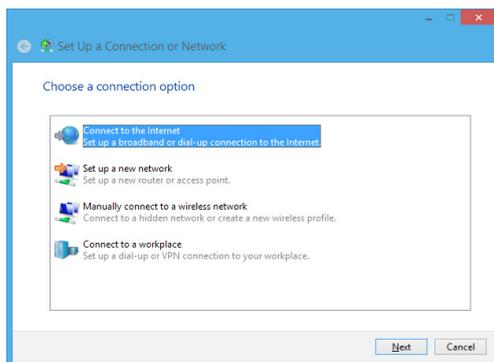 Set Up a Connection or Network
Choose a connection option
Connect to the Internet
Set up a broadband or dial-up connection to the Internet.
Set up a new network
Set up a new router or access point.
Manually connect to a wireless network
Connect to a hidden network or create a new wireless profile.
Connect to a workplace
Set up a dial-up or VPN connection to your workplace.
Next Cancel